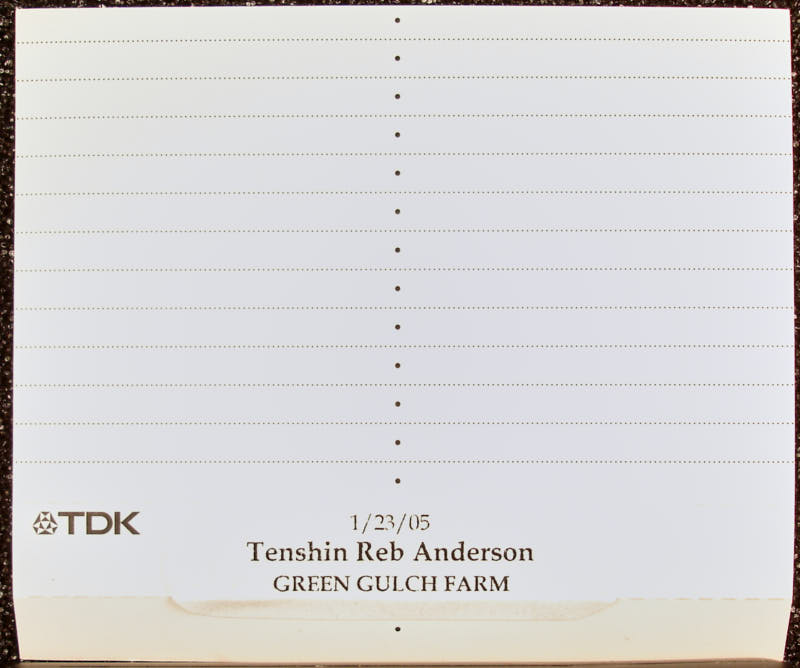 TDK
1/23/05
Tenshin Reb Anderson
GREEN GULCH FARM